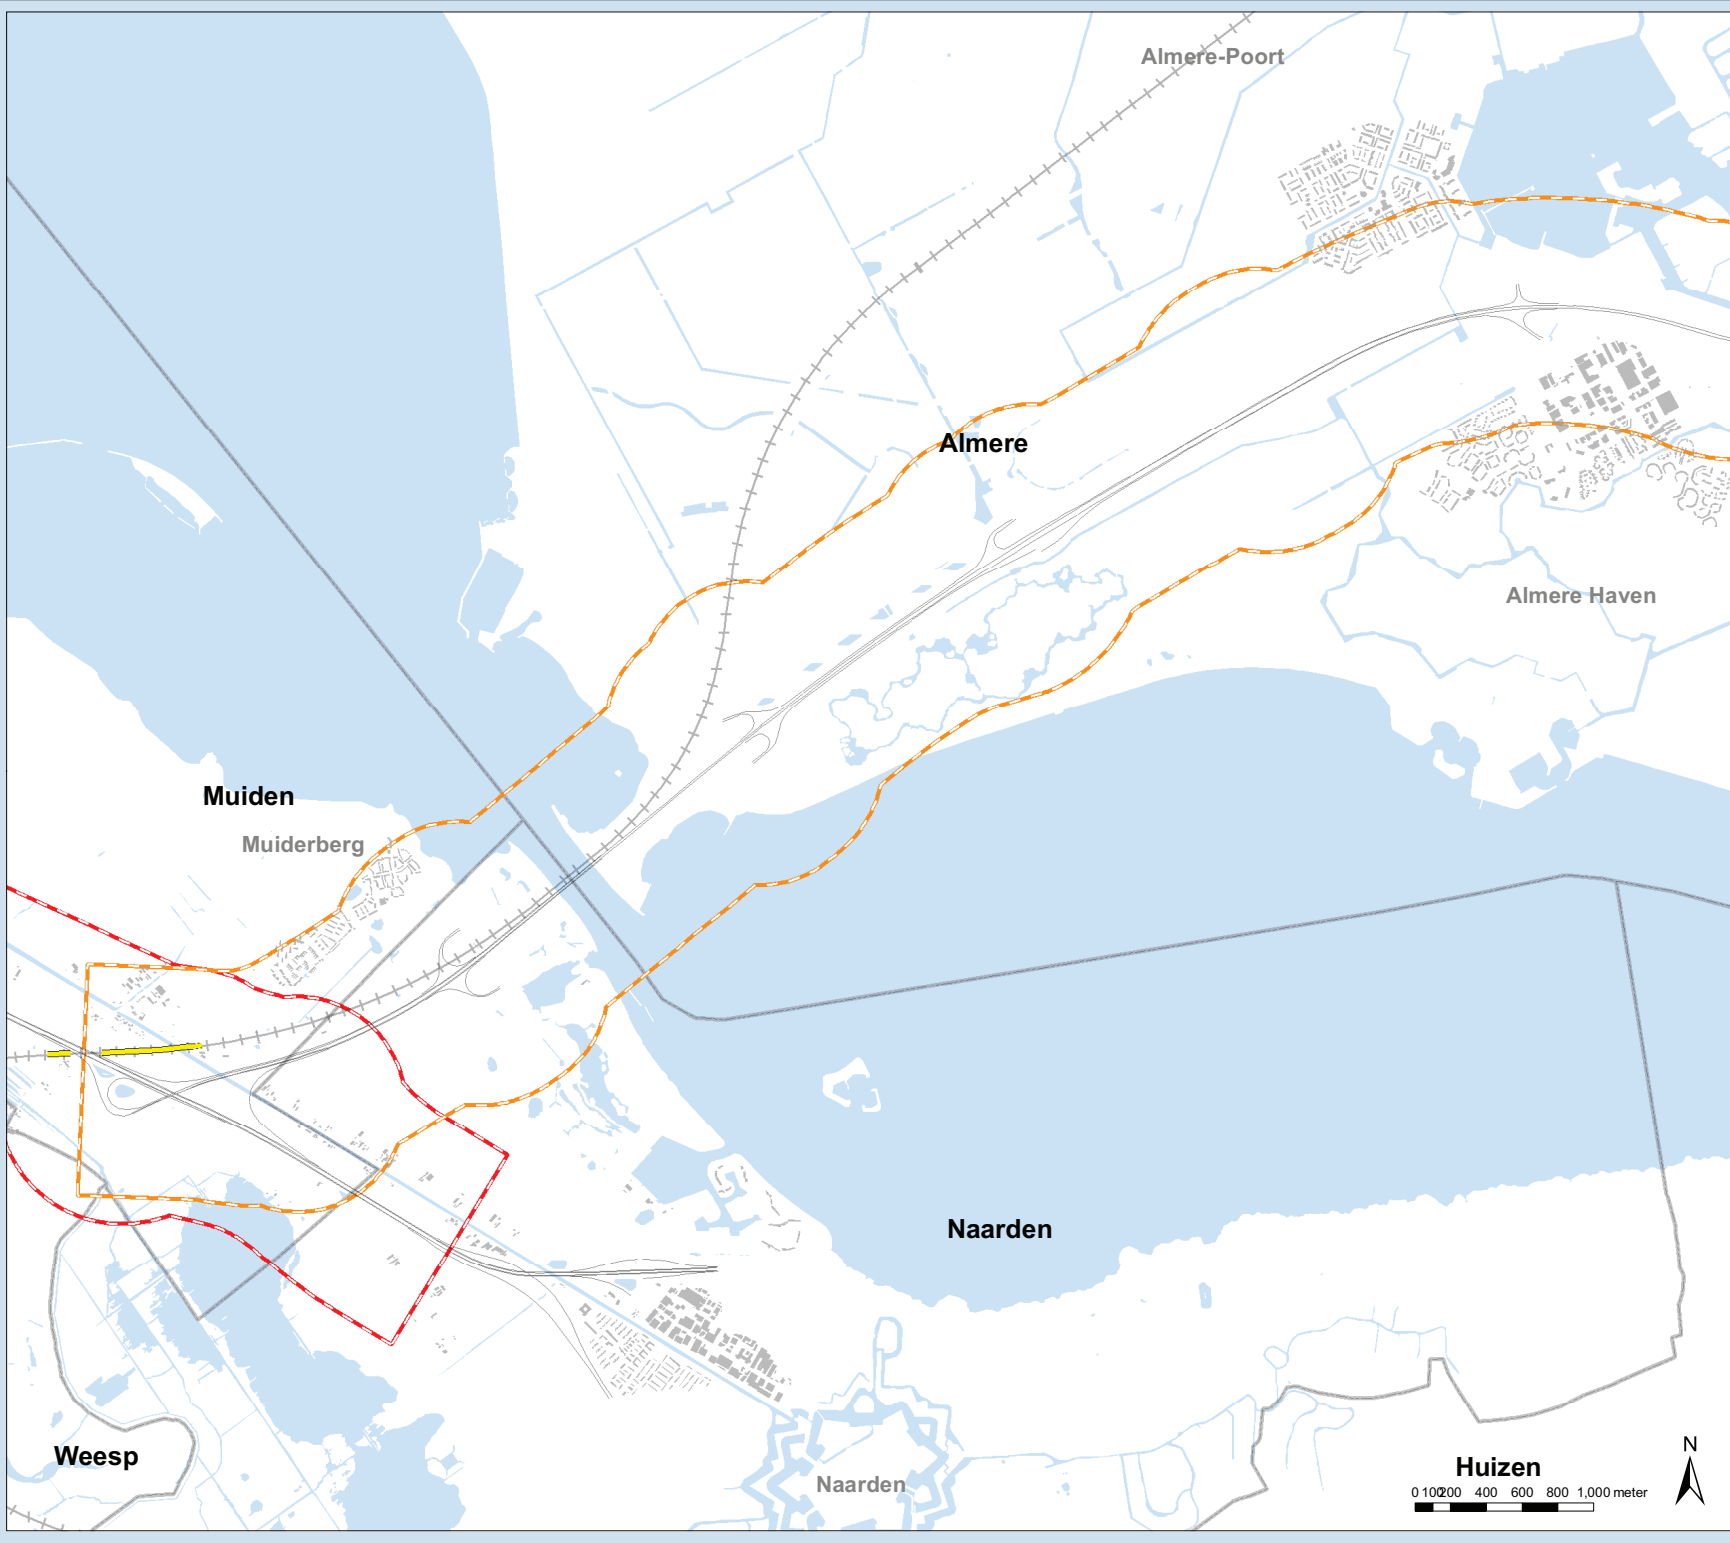 Almere-Poort
Almere
Almere Haven
Muiden
Muiderberg
Naarden
Weesp
Naarden
Huizen
N
0 100 200 400 600 800 1,000 meter